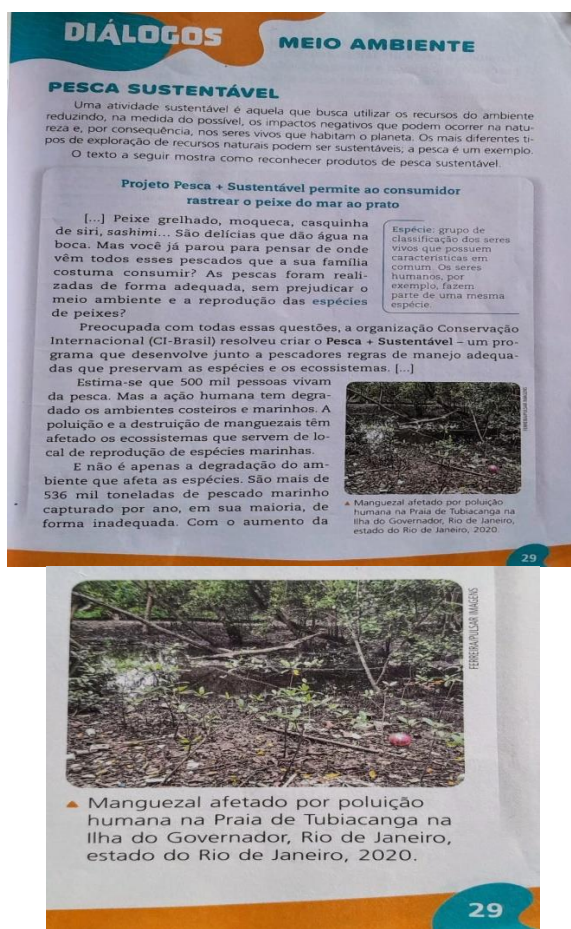 DIÁLOGOS
MEIO AMBIENTE
PESCA SUSTENTÁVEL
Uma atividade sustentável é aquela que busca utilizar os recursos do ambiente
reduzindo, na medida do possível, os impactos negativos que podem ocorrer na natu-
reza e, por consequência, nos seres vivos que habitam o planeta. Os mais diferentes ti-
pos de exploração de recursos naturais podem ser sustentáveis; a pesca é um exemplo.
O texto a seguir mostra como reconhecer produtos de pesca sustentável.
Projeto Pesca + Sustentável permite ao consumidor
rastrear o peixe do mar ao prato
[...] Peixe grelhado, moqueca, casquinha
de siri, sashimi... São delícias que dão água na
boca. Mas você já parou para pensar de onde
vêm todos esses pescados que a sua família
costuma consumir? As pescas foram reali-
zadas de forma adequada, sem prejudicar o
meio ambiente e a reprodução das espécies
de peixes?
Espécie: grupo de
classificação dos seres
vivos que possuem
características em
comum. Os seres
humanos, por
exemplo, fazem
parte de uma mesma
espécie.
Preocupada com todas essas questões, a organização Conservação
Internacional (CI-Brasil) resolveu criar o Pesca + Sustentável – um pro-
grama que desenvolve junto a pescadores regras de manejo adequa-
das que preservam as espécies e os ecossistemas. [...]
Estima-se que 500 mil pessoas vivam
da pesca. Mas a ação humana tem degra-
dado os ambientes costeiros e marinhos. A
poluição e a destruição de manguezais têm
afetado os ecossistemas que servem de lo-
cal de reprodução de espécies marinhas.
E não é apenas a degradação do am-
biente que afeta as espécies. São mais de
536 mil toneladas de pescado marinho
capturado por ano, em sua maioria, de
forma inadequada. Com o aumento da
FERREIRA/PULSAR IMAGENS
Manguezal afetado por poluição
humana na Praia de Tubiacanga na
Ilha do Governador, Rio de Janeiro,
estado do Rio de Janeiro, 2020.
29
FERREIRA/PULSAR IMAGENS
Manguezal afetado por poluição
humana na Praia de Tubiacanga na
Ilha do Governador, Rio de Janeiro,
estado do Rio de Janeiro, 2020.
29